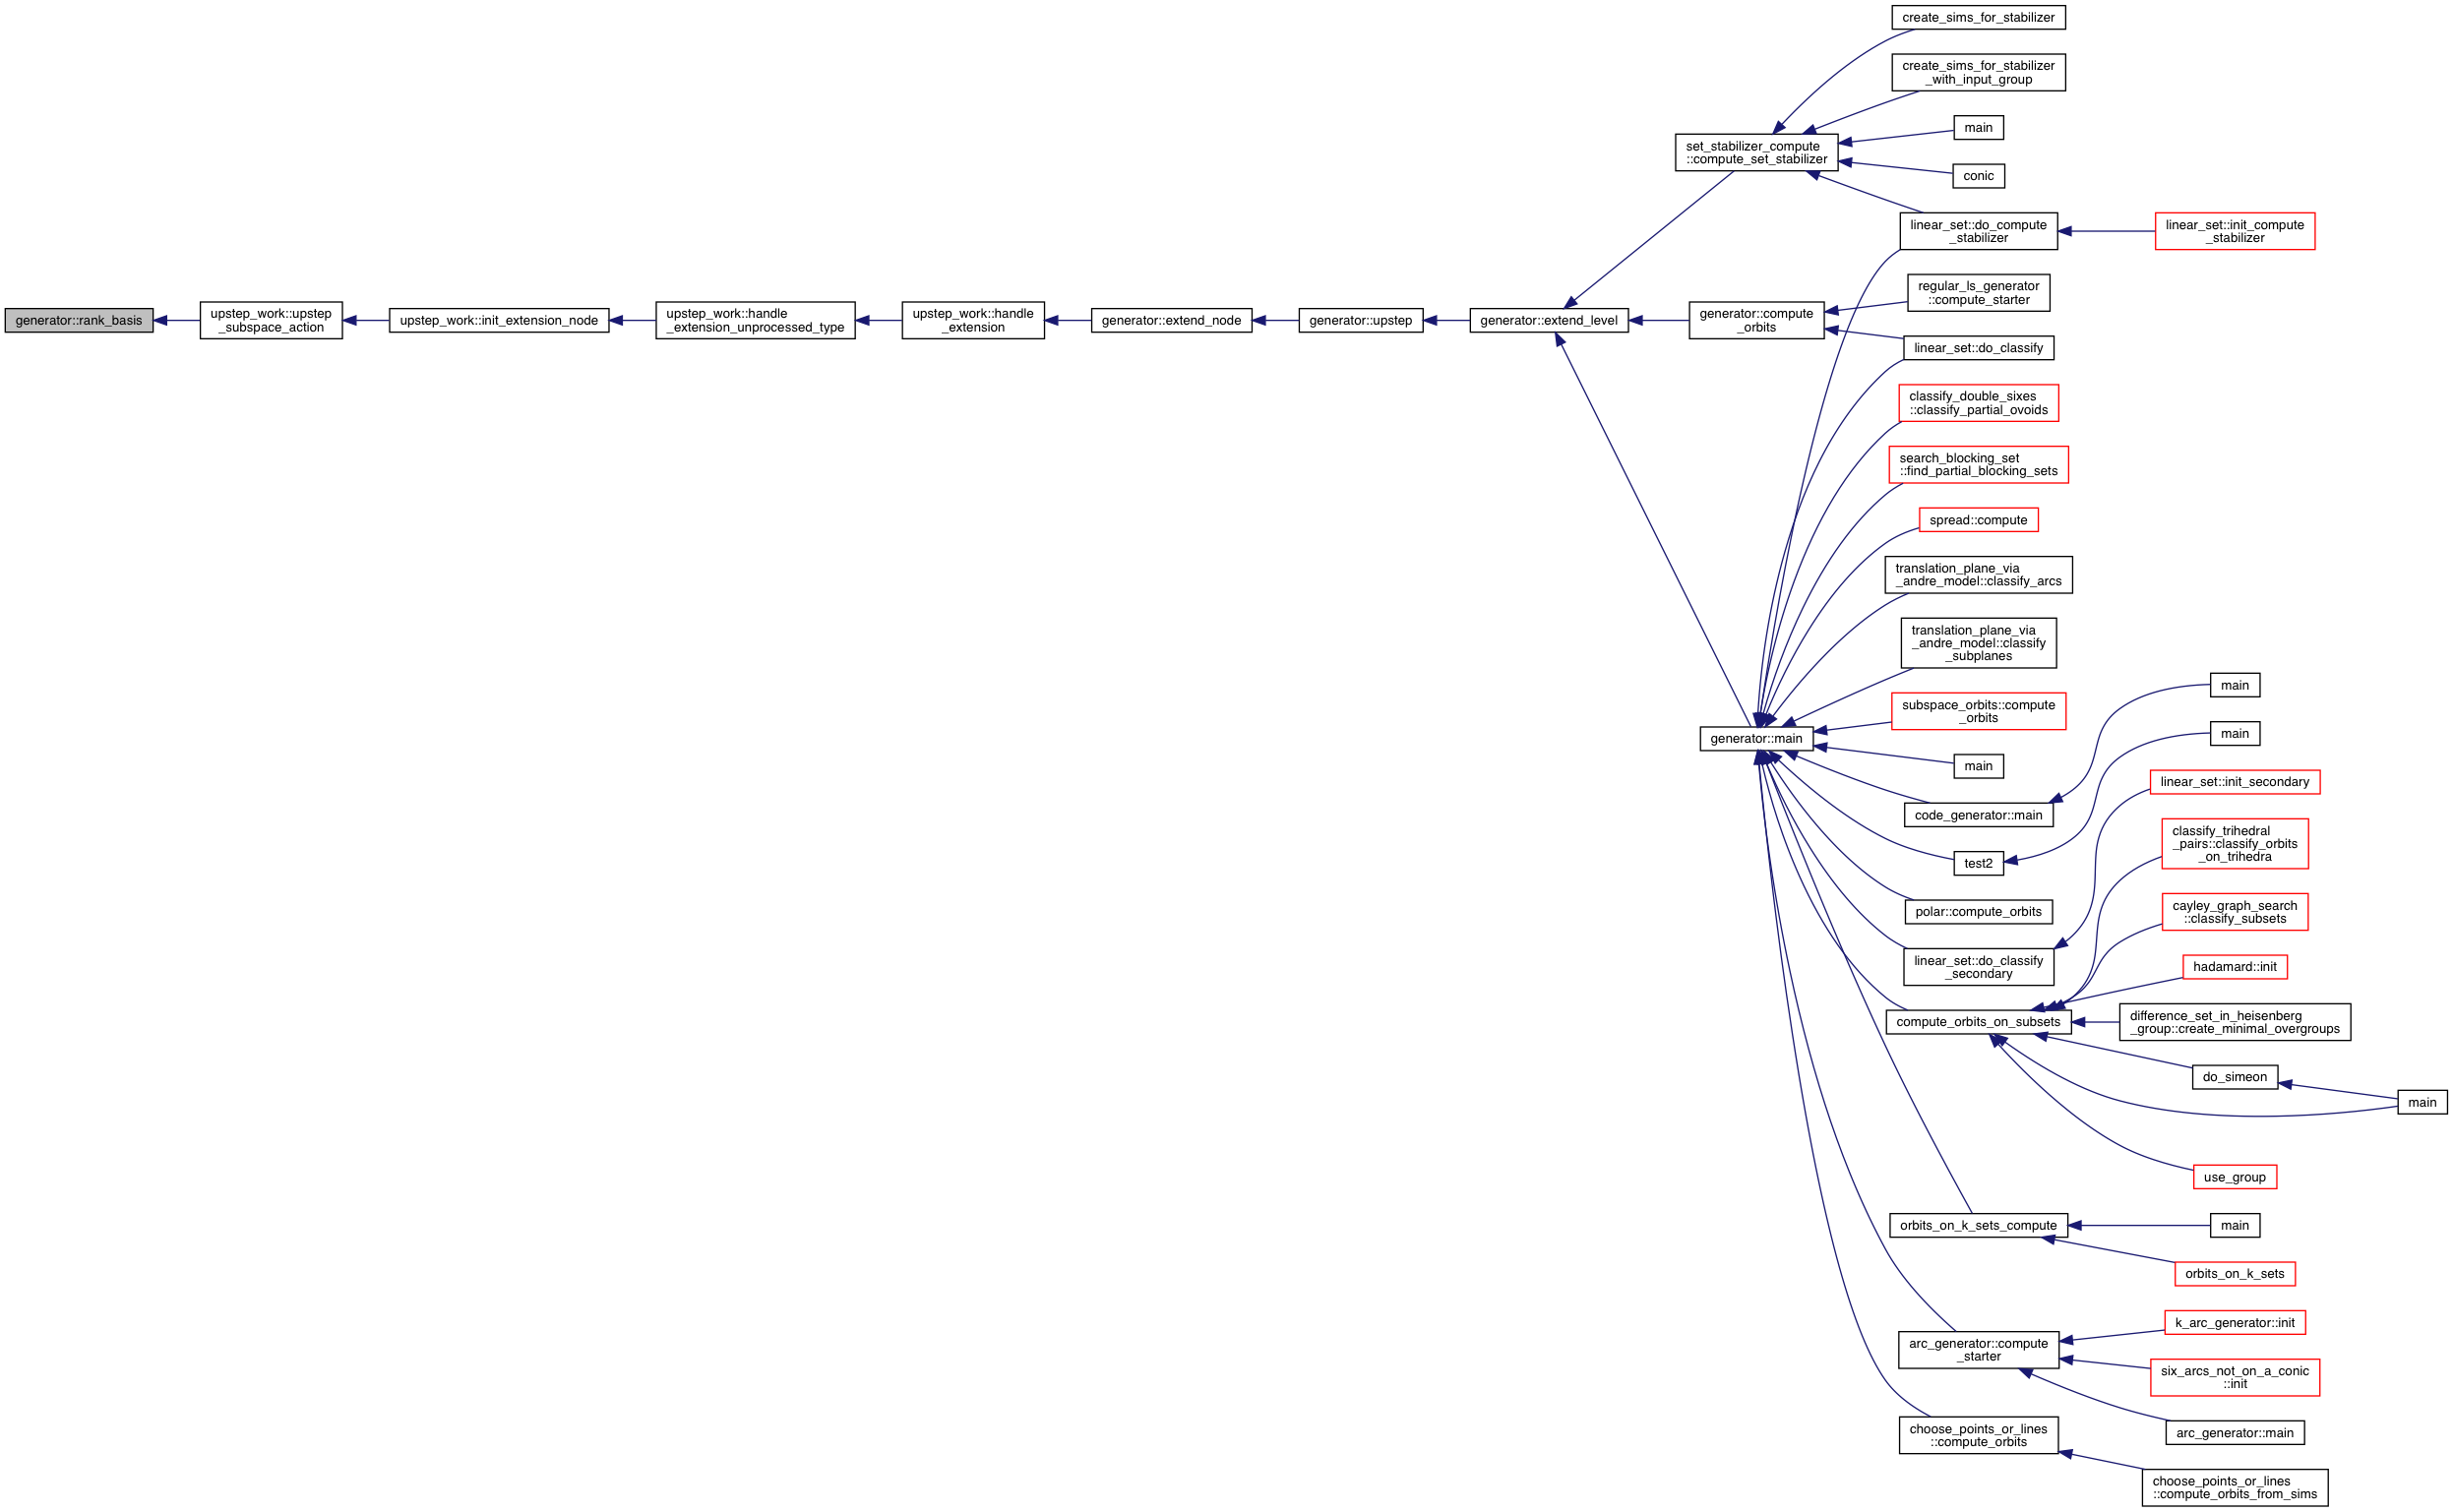 generator::rank_basis
upstep_work::upstep
_subspace_action
upstep_work::init_extension_node
upstep_work::handle
_extension_unprocessed_type
upstep_work::handle
_extension
generator::extend_node
generator::upstep
generator::extend_level
set_stabilizer_compute
::compute_set_stabilizer
create_sims_for_stabilizer
create_sims_for_stabilizer
_with_input_group
main
conic
linear_set::do_compute
_stabilizer
linear_set::init_compute
_stabilizer
generator::compute
_orbits
regular_ls_generator
::compute_starter
linear_set::do_classify
generator::main
classify_double_sixes
::classify_partial_ovoids
search_blocking_set
::find_partial_blocking_sets
spread::compute
translation_plane_via
_andre_model::classify_arcs
translation_plane_via
_andre_model::classify
_subplanes
subspace_orbits::compute
_orbits
main
code_generator::main
main
test2
main
polar::compute_orbits
linear_set::do_classify
_secondary
linear_set::init_secondary
compute_orbits_on_subsets
classify_trihedral
_pairs::classify_orbits
_on_trihedra
cayley_graph_search
::classify_subsets
hadamard::init
difference_set_in_heisenberg
_group::create_minimal_overgroups
do_simeon
main
use_group
orbits_on_k_sets_compute
main
orbits_on_k_sets
arc_generator::compute
_starter
k_arc_generator::init
six_arcs_not_on_a_conic
::init
arc_generator::main
choose_points_or_lines
::compute_orbits
choose_points_or_lines
::compute_orbits_from_sims